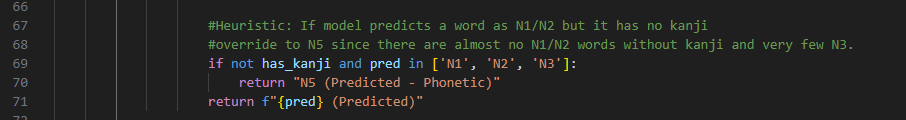 66
67 #Heuristic: If model predicts a word as N1/N2 but it has no kanji
68 #override to N5 since there are almost no N1/N2 words without kanji and very few N3.
69 if not has_kanji and pred in ['N1', 'N2', 'N3']:
70 return "N5 (Predicted - Phonetic)"
71 return f"{pred} (Predicted)"
72